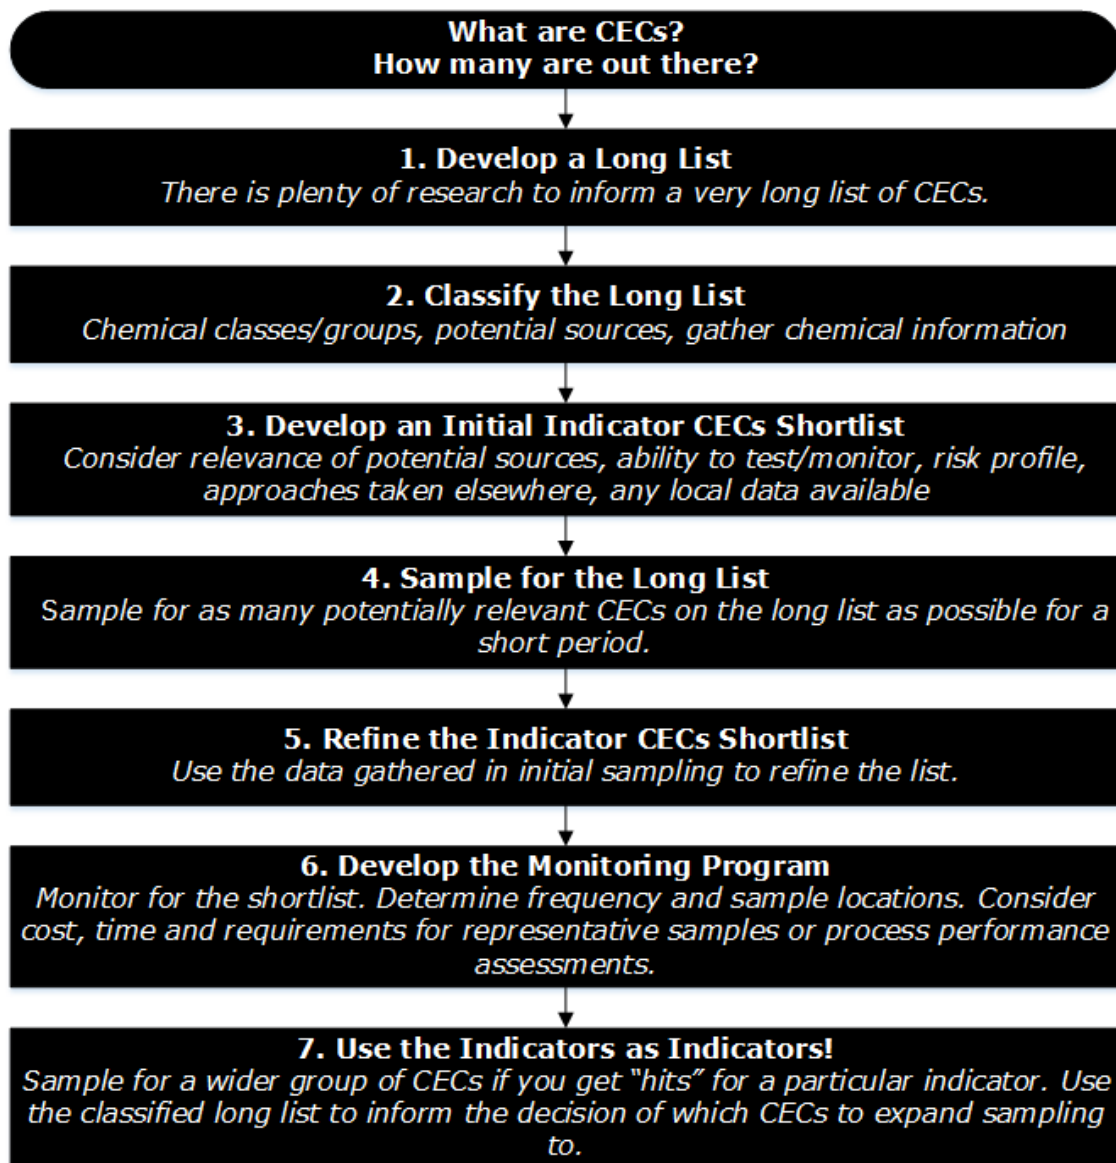 What are CECs?
How many are out there?
1. Develop a Long List
There is plenty of research to inform a very long list of CECs.
2. Classify the Long List
Chemical classes/groups, potential sources, gather chemical information
3. Develop an Initial Indicator CECs Shortlist
Consider relevance of potential sources, ability to test/monitor, risk profile,
approaches taken elsewhere, any local data available
4. Sample for the Long List
Sample for as many potentially relevant CECs on the long list as possible for a
short period.
5. Refine the Indicator CECs Shortlist
Use the data gathered in initial sampling to refine the list.
6. Develop the Monitoring Program
Monitor for the shortlist. Determine frequency and sample locations. Consider
cost, time and requirements for representative samples or process performance
assessments.
7. Use the Indicators as Indicators!
Sample for a wider group of CECs if you get “hits” for a particular indicator. Use
the classified long list to inform the decision of which CECs to expand sampling
to.